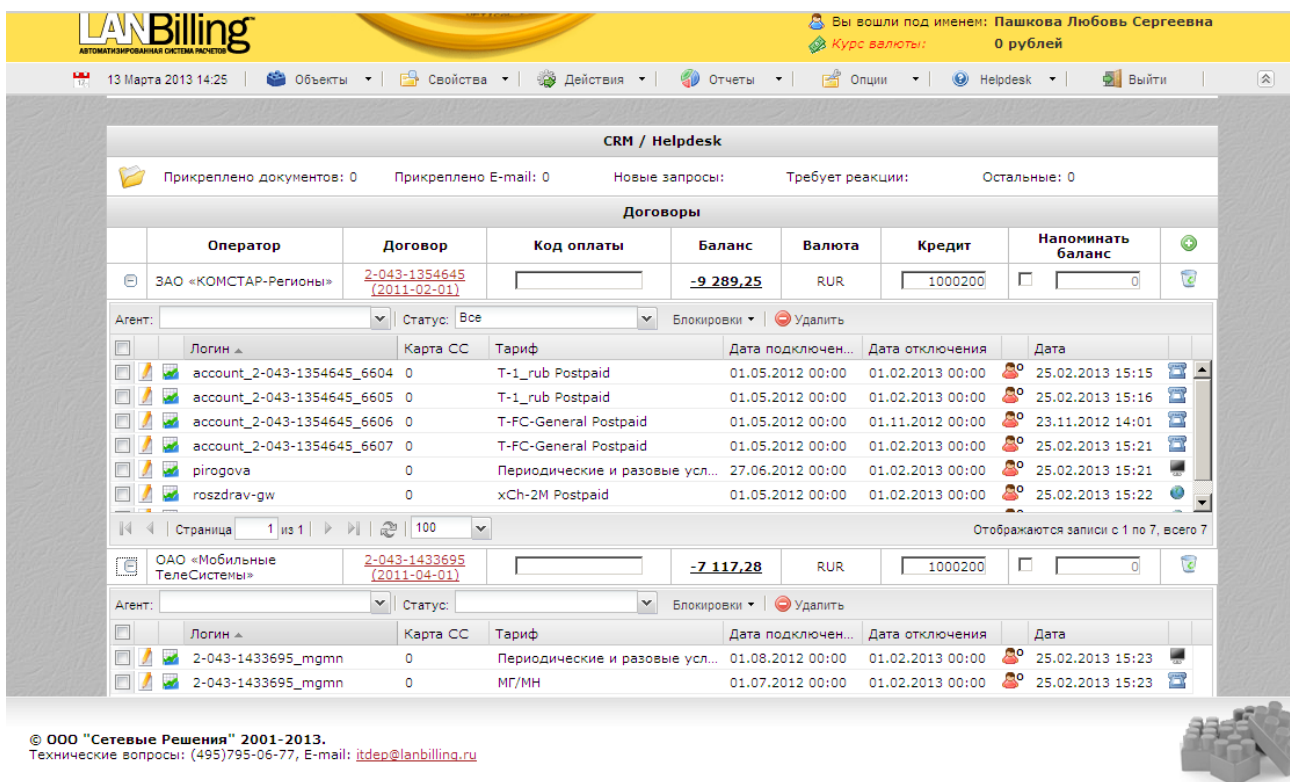 LANBilling
АВТОМАТИЗИРОВАННАЯ СИСТЕМА РАСЧЕТОВ
Вы вошли под именем: Пашкова Любовь Сергеевна
Курс валюты: 0 рублей
13 Марта 2013 14:25 Объекты Свойства Действия Отчеты Опции Helpdesk Выйти
CRM / Helpdesk
Прикреплено документов: 0 Прикреплено E-mail: 0 Новые запросы: Требует реакции: Остальные: 0
Договоры
Оператор Договор Код оплаты Баланс Валюта Кредит Напоминать баланс
ЗАО «КОМСТАР-Регионы» 2-043-1354645 (2011-02-01) -9 289,25 RUR 1000200 0
Агент: Статус: Все Блокировки Удалить
Логин Карта СС Тариф Дата подключен... Дата отключения Дата
account_2-043-1354645_6604 0 T-1_rub Postpaid 01.05.2012 00:00 01.02.2013 00:00 25.02.2013 15:15
account_2-043-1354645_6605 0 T-1_rub Postpaid 01.05.2012 00:00 01.02.2013 00:00 25.02.2013 15:16
account_2-043-1354645_6606 0 T-FC-General Postpaid 01.05.2012 00:00 01.11.2012 00:00 23.11.2012 14:01
account_2-043-1354645_6607 0 T-FC-General Postpaid 01.05.2012 00:00 01.02.2013 00:00 25.02.2013 15:21
pirogova 0 Периодические и разовые усл... 27.06.2012 00:00 01.02.2013 00:00 25.02.2013 15:21
roszdrav-gw 0 xCh-2M Postpaid 01.05.2012 00:00 01.02.2013 00:00 25.02.2013 15:22
Страница 1 из 1 100 Отображаются записи с 1 по 7, всего 7
ОАО «Мобильные ТелеСистемы» 2-043-1433695 (2011-04-01) -7 117,28 RUR 1000200 0
Агент: Статус: Блокировки Удалить
Логин Карта СС Тариф Дата подключен... Дата отключения Дата
2-043-1433695_mgmn 0 Периодические и разовые усл... 01.08.2012 00:00 01.02.2013 00:00 25.02.2013 15:23
2-043-1433695_mgmn 0 МГ/МН 01.07.2012 00:00 01.02.2013 00:00 25.02.2013 15:23
© ООО "Сетевые Решения" 2001-2013.
Технические вопросы: (495)795-06-77, E-mail: itdep@lanbilling.ru